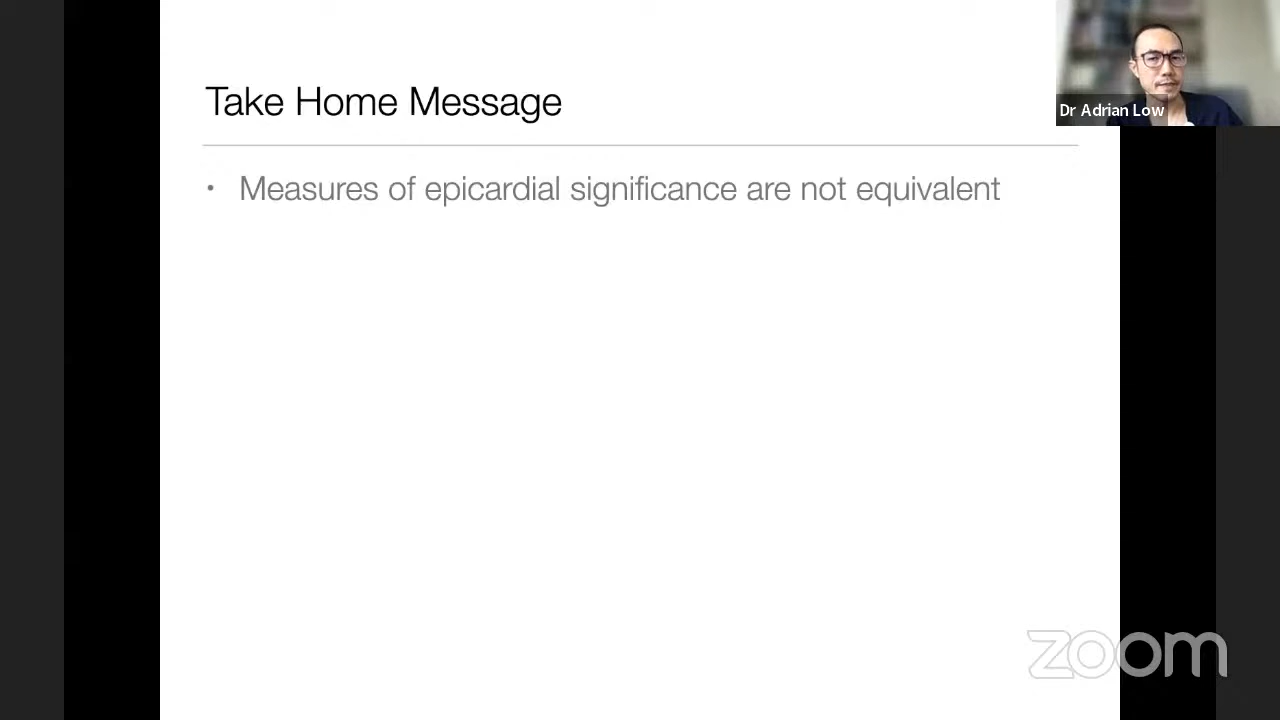 Take Home Message
Dr Adrian Low
• Measures of epicardial significance are not equivalent
zoom